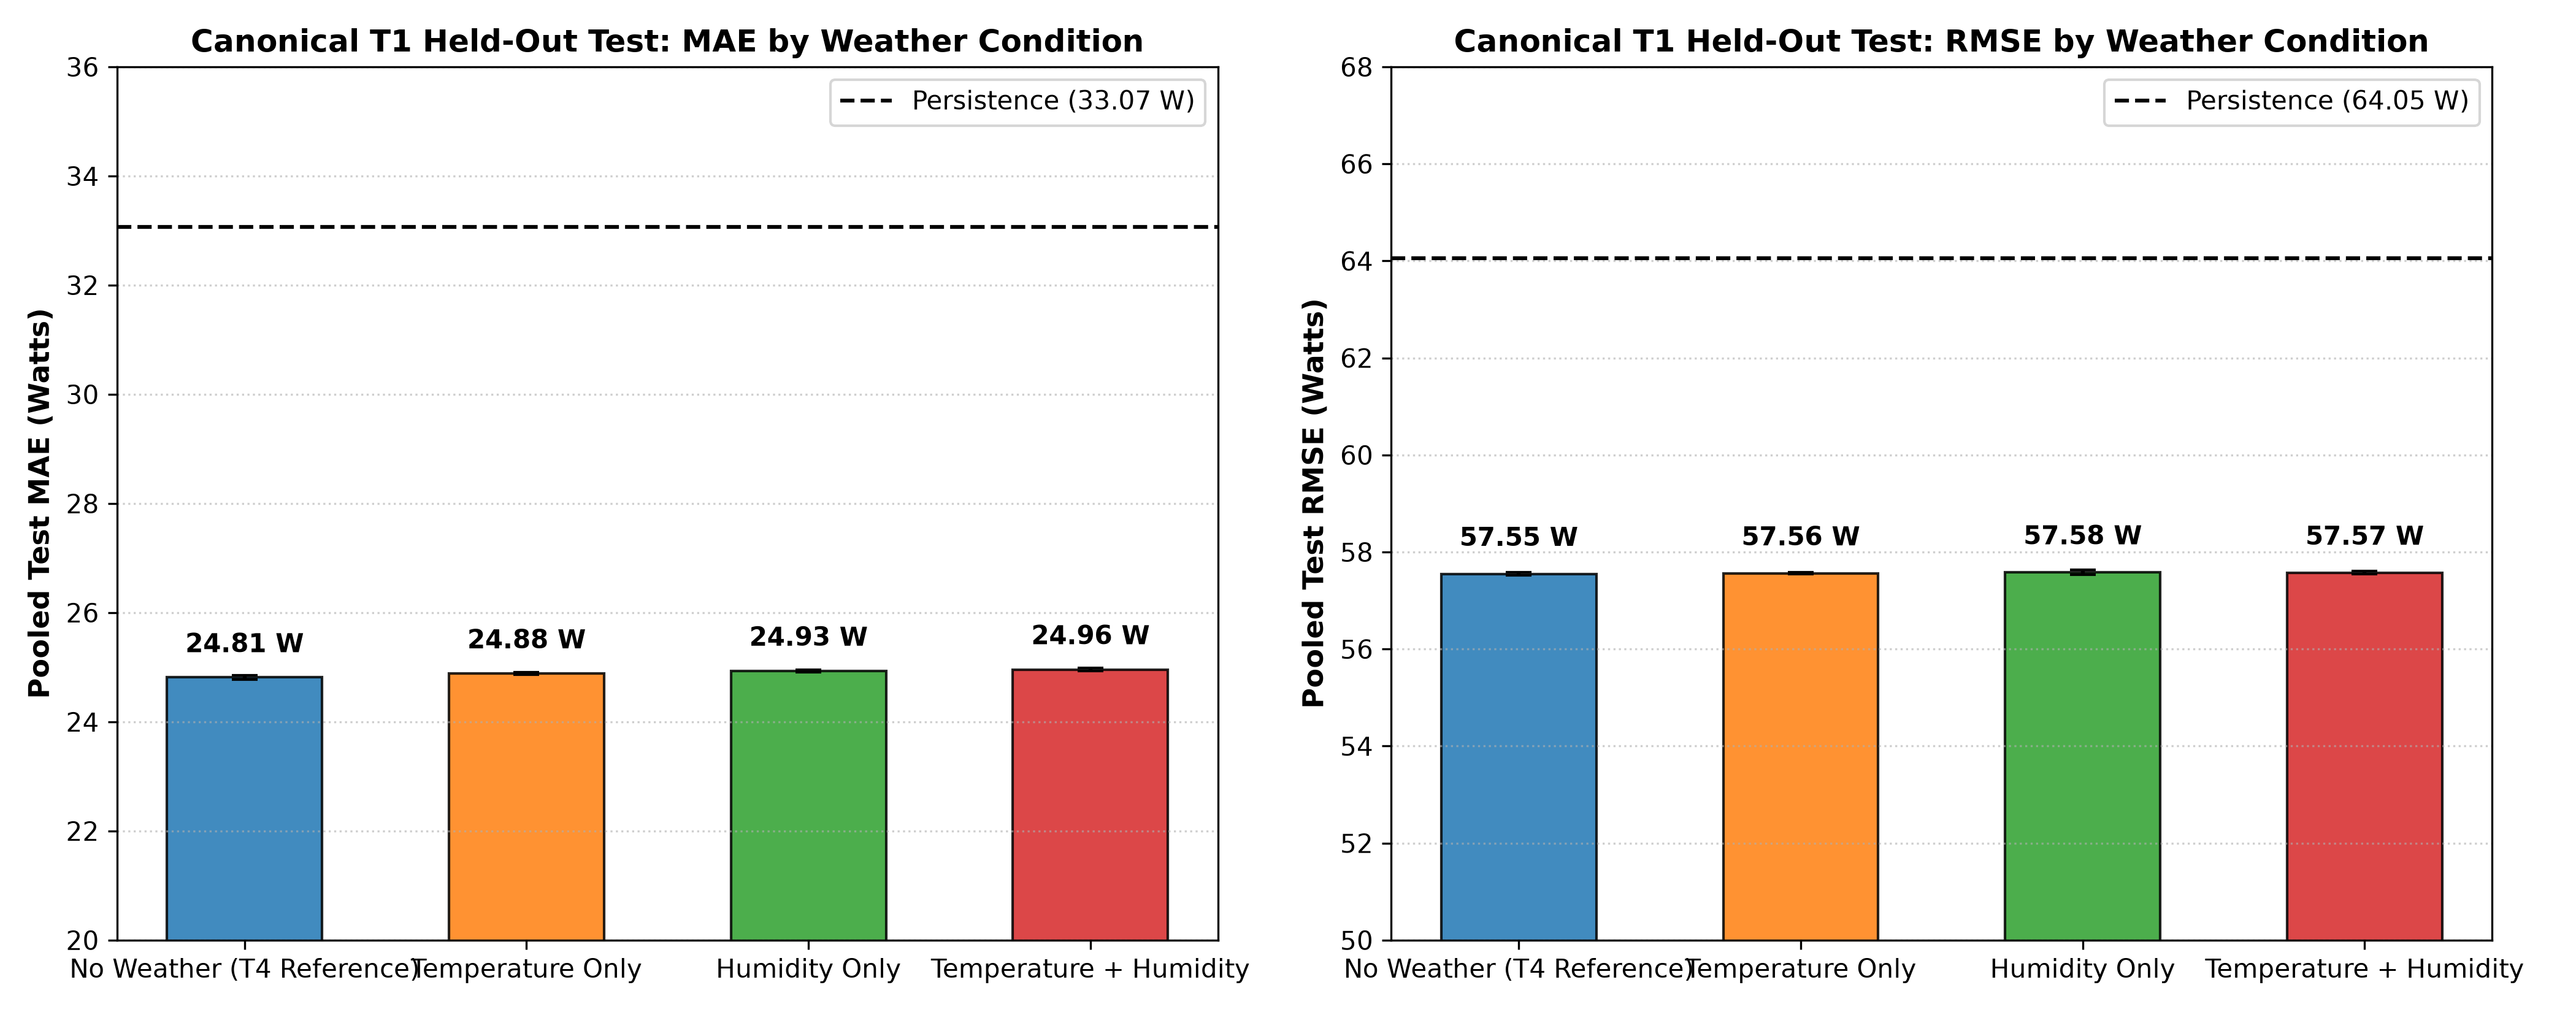 Canonical T1 Held-Out Test: MAE by Weather Condition
Pooled Test MAE (Watts)
36
34
32
30
28
26
24
22
20
Persistence (33.07 W)
24.81 W
24.88 W
24.93 W
24.96 W
No Weather (T4 Reference)
Temperature Only
Humidity Only
Temperature + Humidity
Canonical T1 Held-Out Test: RMSE by Weather Condition
Pooled Test RMSE (Watts)
68
66
64
62
60
58
56
54
52
50
Persistence (64.05 W)
57.55 W
57.56 W
57.58 W
57.57 W
No Weather (T4 Reference)
Temperature Only
Humidity Only
Temperature + Humidity